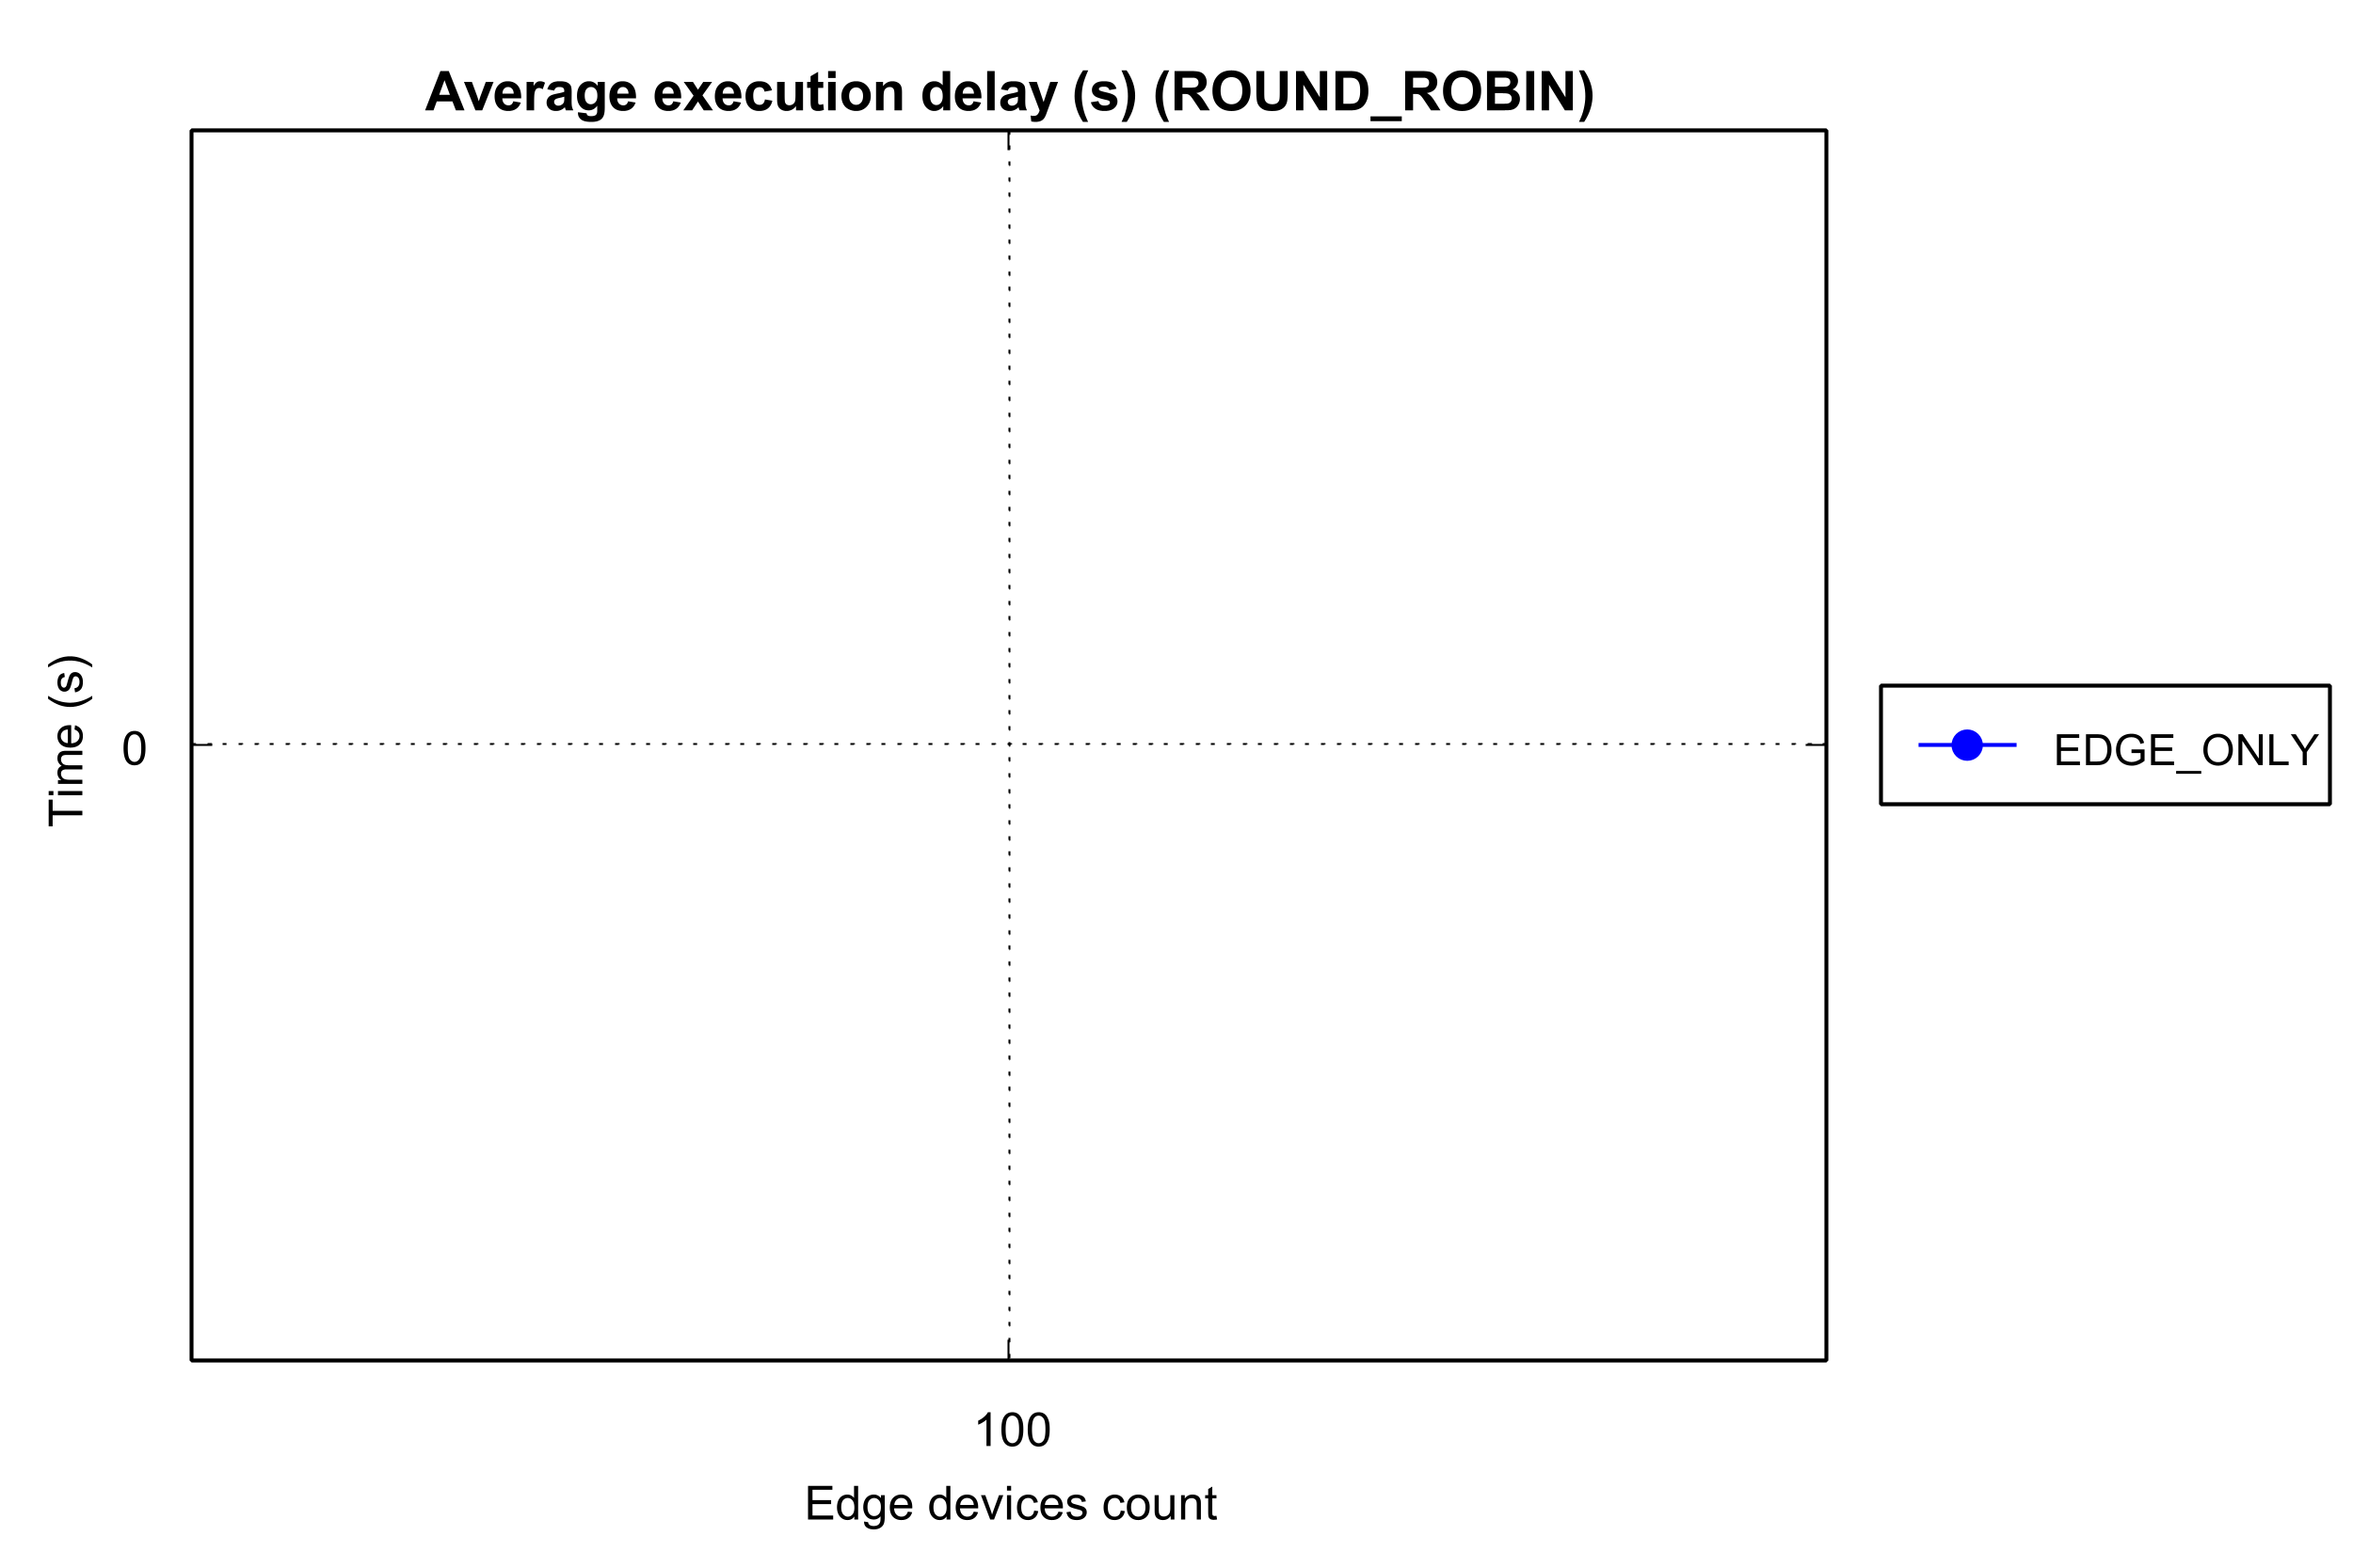 Average execution delay (s) (ROUND_ROBIN)
Time (s)
0
EDGE_ONLY
100
Edge devices count